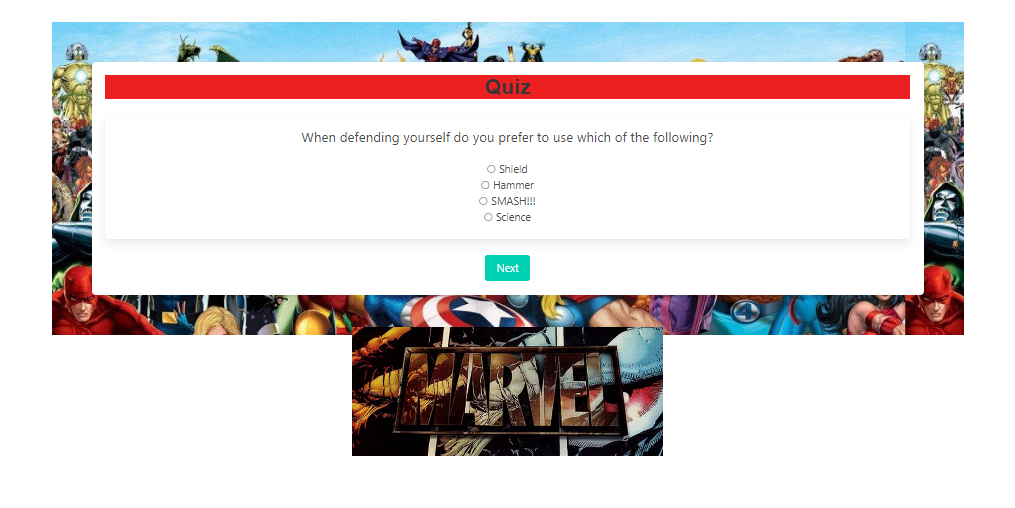 Quiz
When defending yourself do you prefer to use which of the following?
Shield
Hammer
SMASH!!!
Science
Next
MARVEL